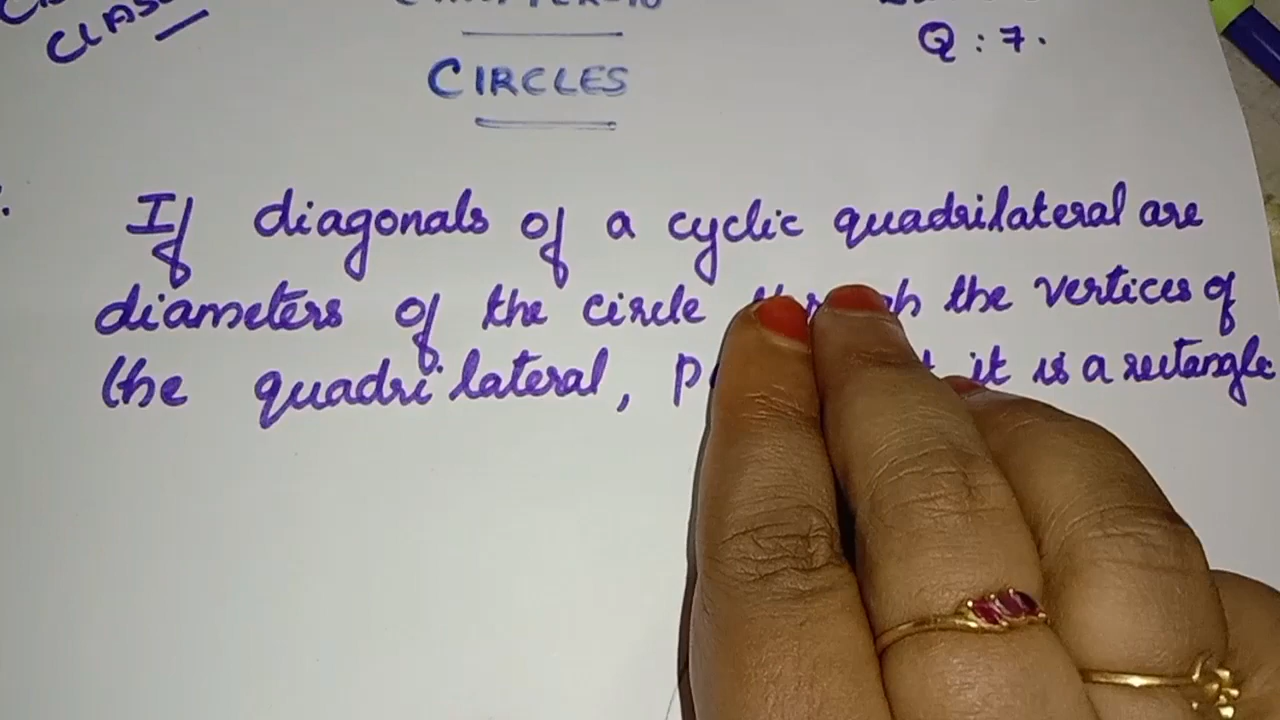 CLASS
Q : 7.
CIRCLES
If diagonals of a cyclic quadrilateral are
diameters of the circle the vertices of
the quadrilateral, it is a rectangle